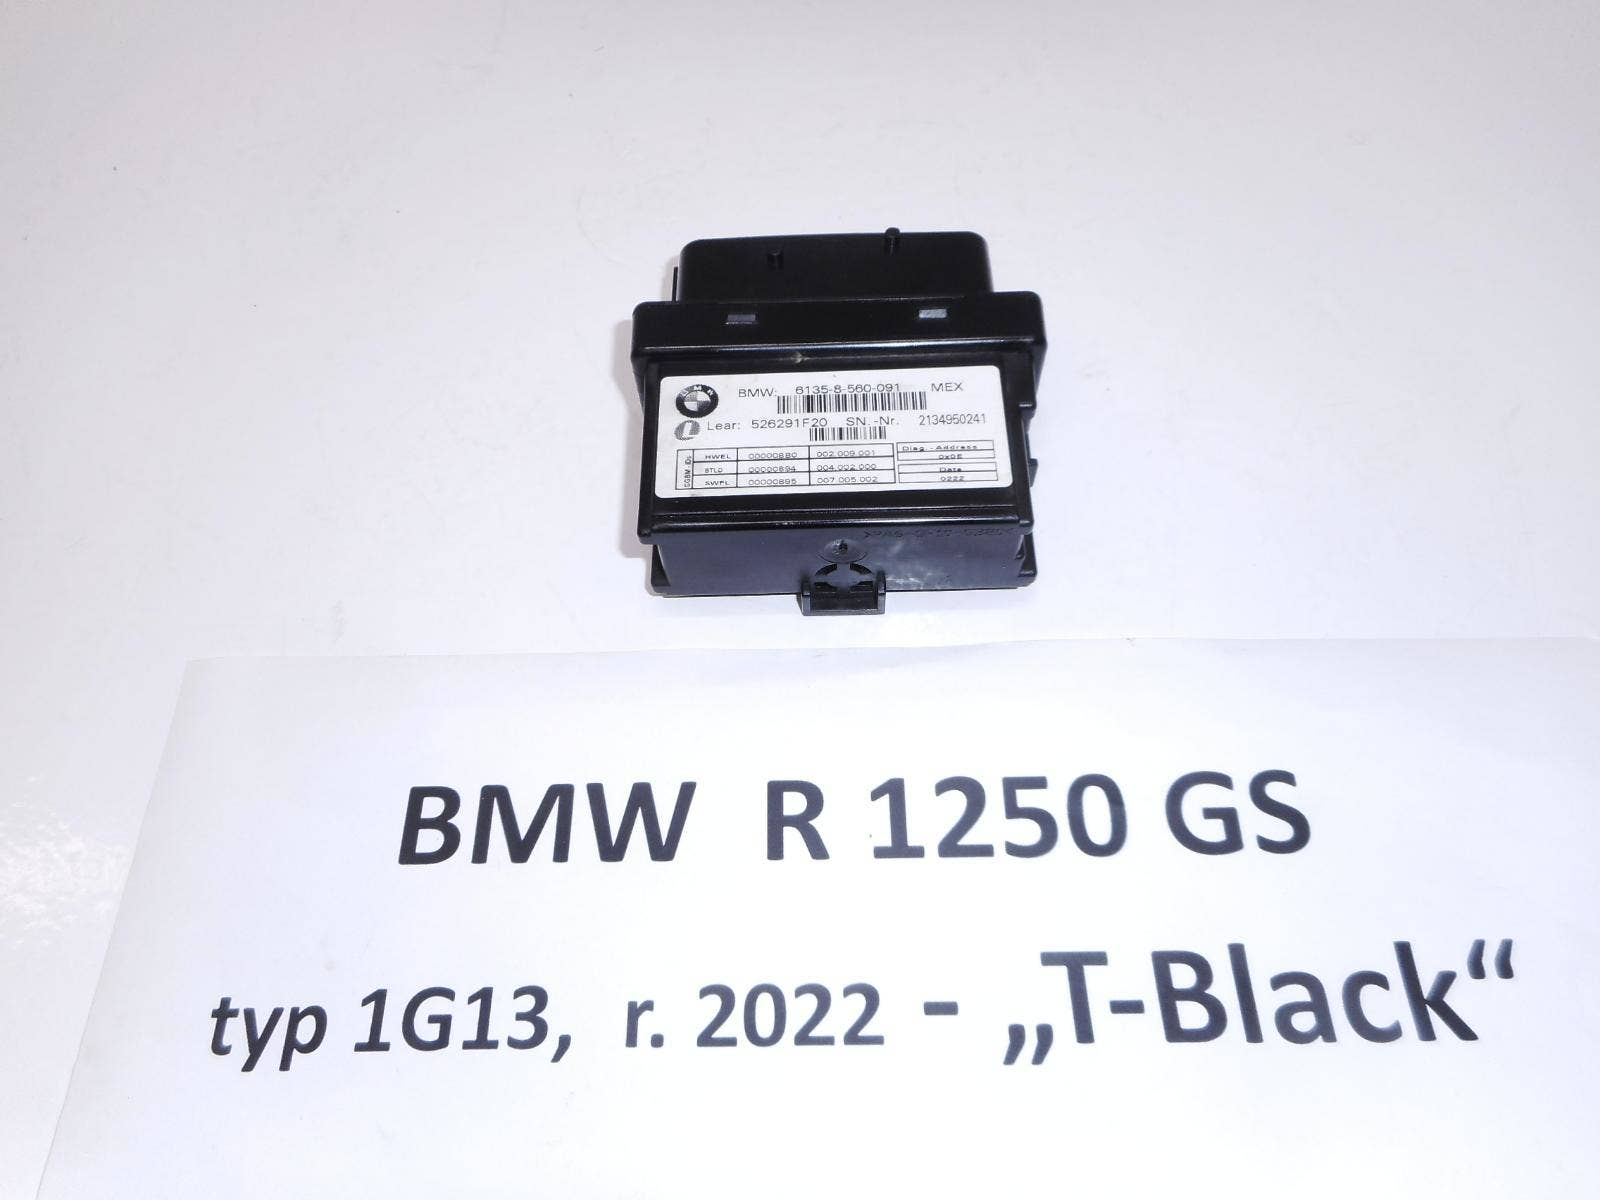 BMW: 6135-8-560-091 MEX
Lear: 526291F20 SN.-Nr. 2134950241
HWEL 00000880 002.009.001 Diag.-Address
0x0E
BTLD 00000894 004.002.000 Date
SWFL 00000895 007.005.002 0222
BMW R 1250 GS
typ 1G13, r. 2022 - „T-Black“